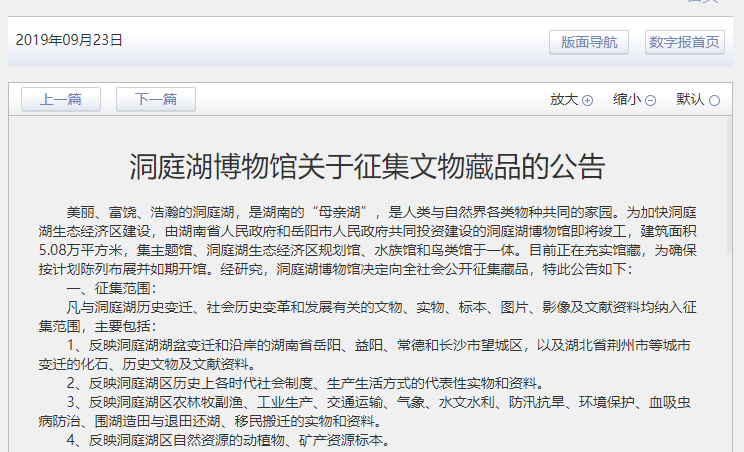 2019年09月23日
版面导航
数字报首页
上一篇
下一篇
放大
缩小
默认
洞庭湖博物馆关于征集文物藏品的公告
美丽、富饶、浩瀚的洞庭湖，是湖南的“母亲湖”，是人类与自然界各类物种共同的家园。为加快洞庭
湖生态经济区建设，由湖南省人民政府和岳阳市人民政府共同投资建设的洞庭湖博物馆即将竣工，建筑面积
5.08万平方米，集主题馆、洞庭湖生态经济区规划馆、水族馆和鸟类馆于一体。目前正在充实馆藏，为确保
按计划陈列布展并如期开馆。经研究，洞庭湖博物馆决定向全社会公开征集藏品，特此公告如下：
一、征集范围：
凡与洞庭湖历史变迁、社会历史变革和发展有关的文物、实物、标本、图片、影像及文献资料均纳入征
集范围，主要包括：
1、反映洞庭湖湖盆变迁和沿岸的湖南省岳阳、益阳、常德和长沙市望城区，以及湖北省荆州市等城市
变迁的化石、历史文物及文献资料。
2、反映洞庭湖区历史上各时代社会制度、生产生活方式的代表性实物和资料。
3、反映洞庭湖区农林牧副渔、工业生产、交通运输、气象、水文水利、防汛抗旱、环境保护、血吸虫
病防治、围湖造田与退田还湖、移民搬迁的实物和资料。
4、反映洞庭湖区自然资源的动植物、矿产资源标本。